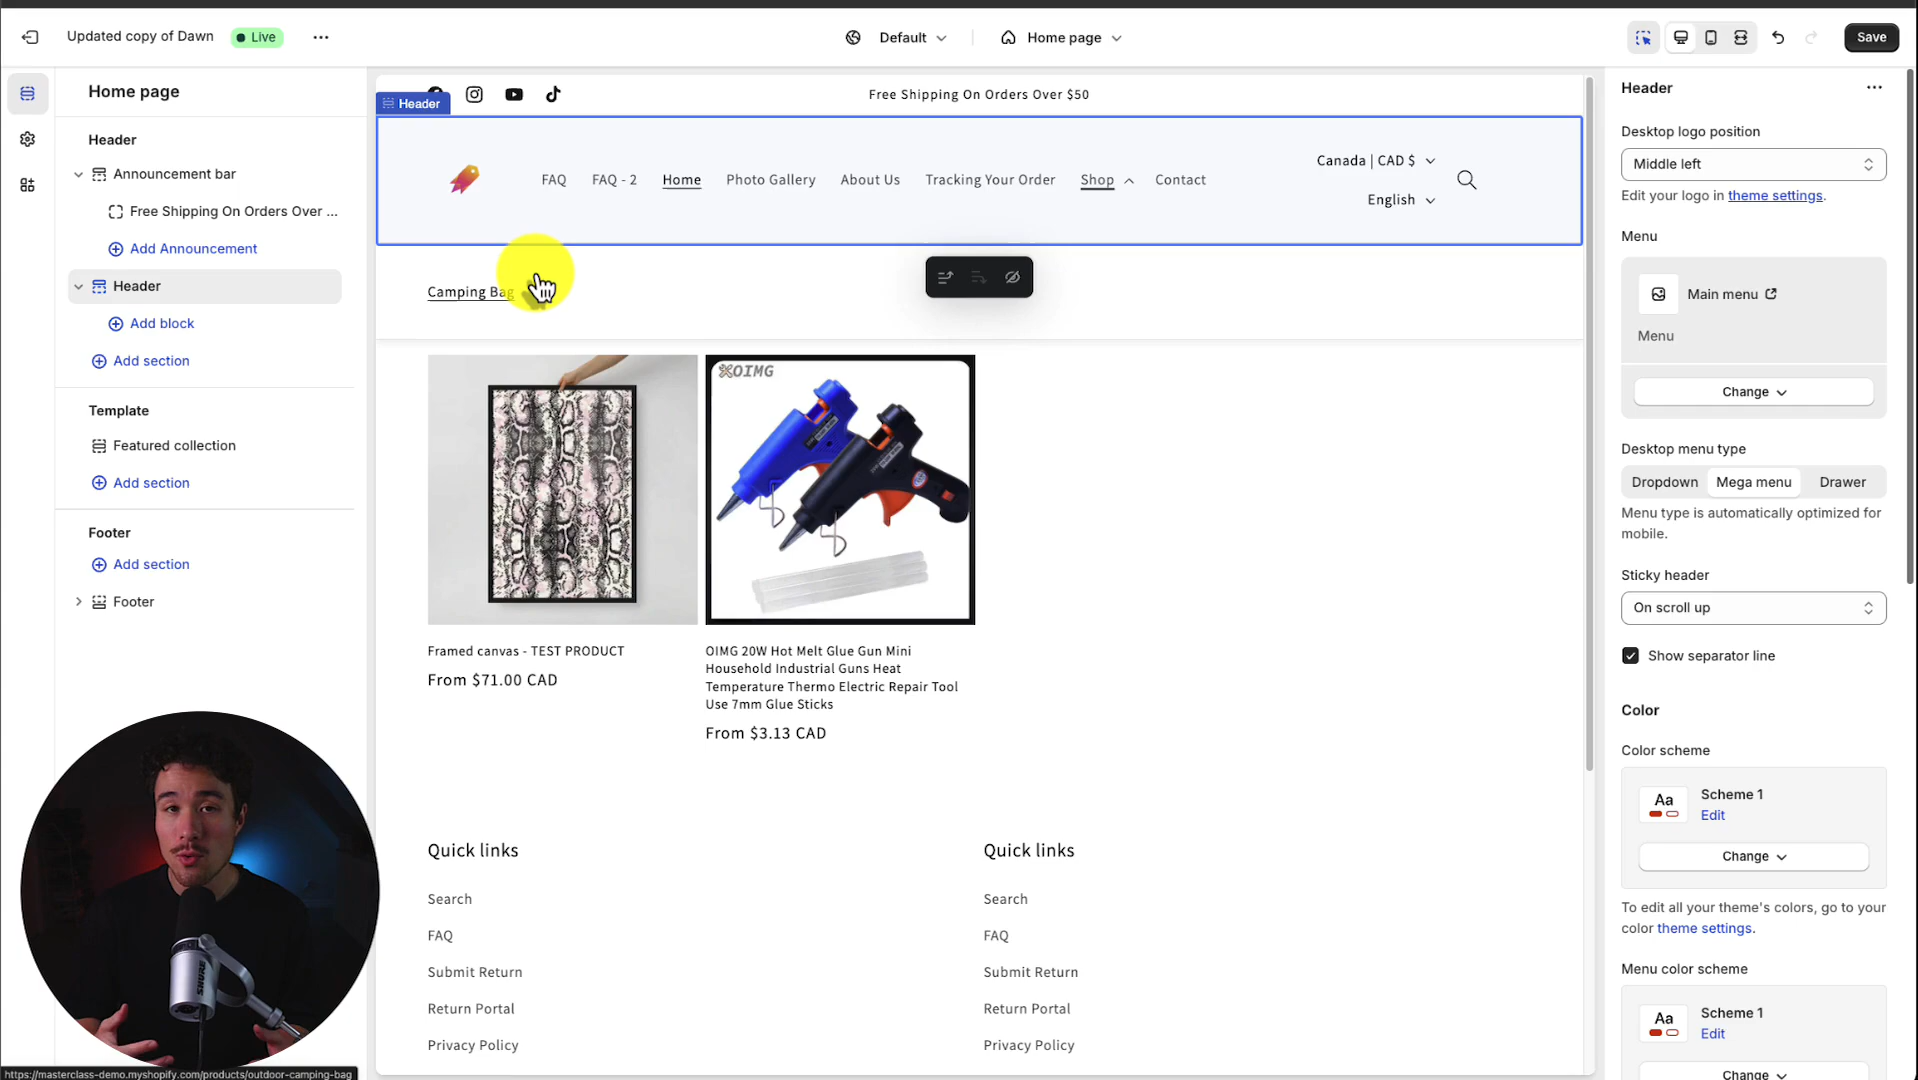 Updated copy of Dawn
Live
Default
Home page
Save
Home page
Header
Announcement bar
Free Shipping On Orders Over ...
Add Announcement
Header
Add block
Add section
Template
Featured collection
Add section
Footer
Add section
Footer
Header
Free Shipping On Orders Over $50
FAQ
FAQ - 2
Home
Photo Gallery
About Us
Tracking Your Order
Shop
Contact
Canada | CAD $
English
Camping Bag
XOIMG
Framed canvas - TEST PRODUCT
From $71.00 CAD
OIMG 20W Hot Melt Glue Gun Mini
Household Industrial Guns Heat
Temperature Thermo Electric Repair Tool
Use 7mm Glue Sticks
From $3.13 CAD
Quick links
Search
FAQ
Submit Return
Return Portal
Privacy Policy
Quick links
Search
FAQ
Submit Return
Return Portal
Privacy Policy
Header
Desktop logo position
Middle left
Edit your logo in theme settings.
Menu
Main menu
Menu
Change
Desktop menu type
Dropdown
Mega menu
Drawer
Menu type is automatically optimized for
mobile.
Sticky header
On scroll up
Show separator line
Color
Color scheme
Aa
Scheme 1
Edit
Change
To edit all your theme's colors, go to your
color theme settings.
Menu color scheme
Aa
Scheme 1
Edit
Change
SHURE
https://masterclass-demo.myshopify.com/products/outdoor-camping-bag